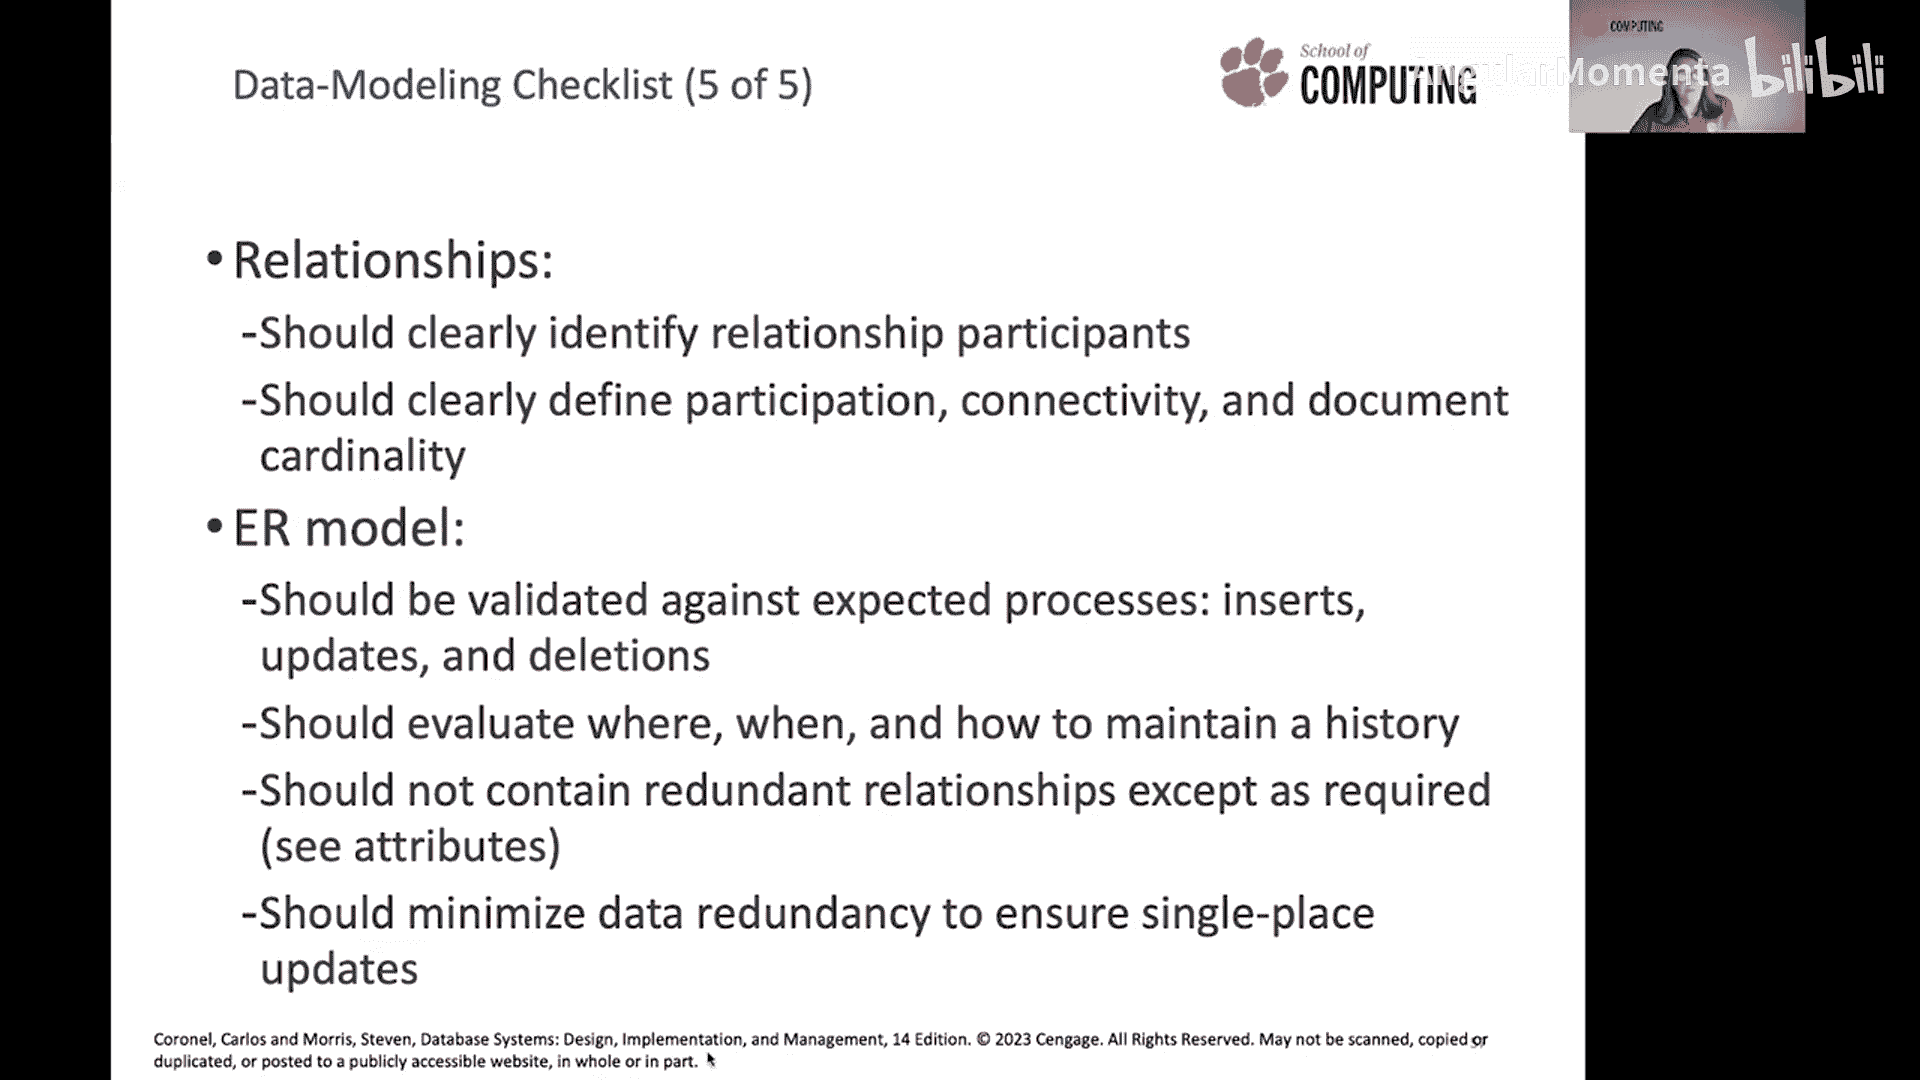 Data-Modeling Checklist (5 of 5)
School of
COMPUTING
COMPUTING
AngularMomenta bilibili
• Relationships:
-Should clearly identify relationship participants
-Should clearly define participation, connectivity, and document
cardinality
• ER model:
-Should be validated against expected processes: inserts,
updates, and deletions
-Should evaluate where, when, and how to maintain a history
-Should not contain redundant relationships except as required
(see attributes)
-Should minimize data redundancy to ensure single-place
updates
Coronel, Carlos and Morris, Steven, Database Systems: Design, Implementation, and Management, 14 Edition. © 2023 Cengage. All Rights Reserved. May not be scanned, copied or
duplicated, or posted to a publicly accessible website, in whole or in part.